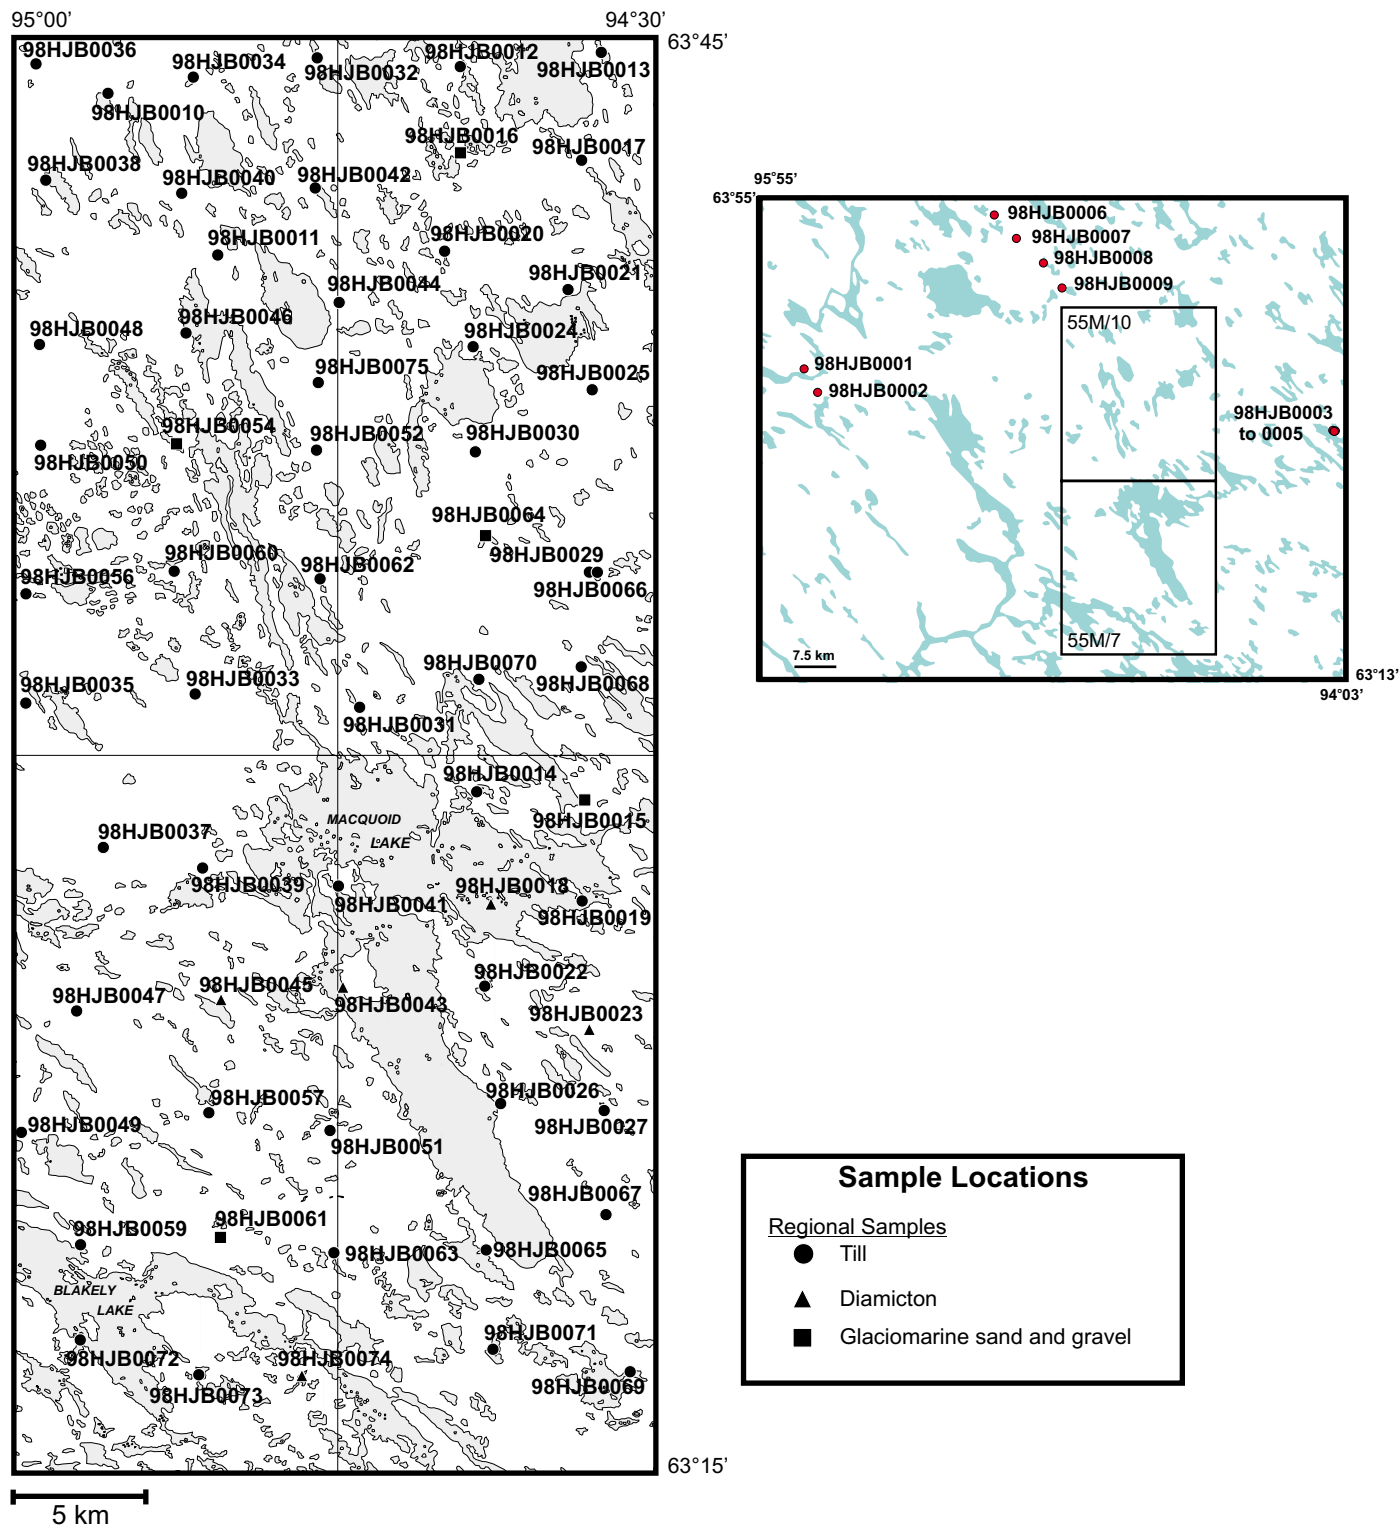 95°00’
94°30’
63°45’
98HJB0036
98HJB0034
98HJB0032
98HJB0012
98HJB0013
98HJB0010
98HJB0016
98HJB0017
98HJB0038
98HJB0040
98HJB0042
98HJB0011
98HJB0020
98HJB0021
98HJB0044
98HJB0046
98HJB0048
98HJB0024
98HJB0075
98HJB0025
98HJB0054
98HJB0052
98HJB0030
98HJB0050
98HJB0064
98HJB0060
98HJB0062
98HJB0029
98HJB0056
98HJB0066
98HJB0070
98HJB0035
98HJB0033
98HJB0068
98HJB0031
98HJB0014
98HJB0015
MACQUOID
LAKE
98HJB0037
98HJB0039
98HJB0041
98HJB0018
98HJB0019
98HJB0022
98HJB0045
98HJB0047
98HJB0043
98HJB0023
98HJB0026
98HJB0057
98HJB0027
98HJB0049
98HJB0051
98HJB0067
98HJB0061
98HJB0059
98HJB0063
98HJB0065
BLAKELY
LAKE
98HJB0071
98HJB0072
98HJB0074
98HJB0073
98HJB0069
63°15’
5 km
95°55’
63°55’
98HJB0006
98HJB0007
98HJB0008
98HJB0009
55M/10
98HJB0001
98HJB0002
98HJB0003
to 0005
55M/7
7.5 km
63°13’
94°03’
Sample Locations
Regional Samples
Till
Diamicton
Glaciomarine sand and gravel